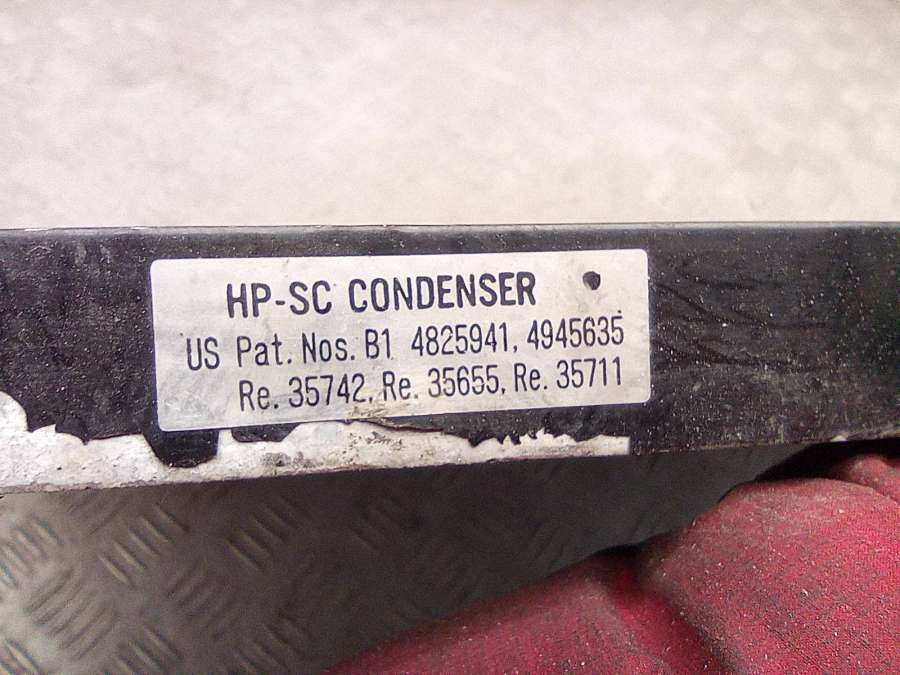 HP-SC CONDENSER
US Pat. Nos. B1 4825941, 4945635
Re. 35742, Re. 35655, Re. 35711